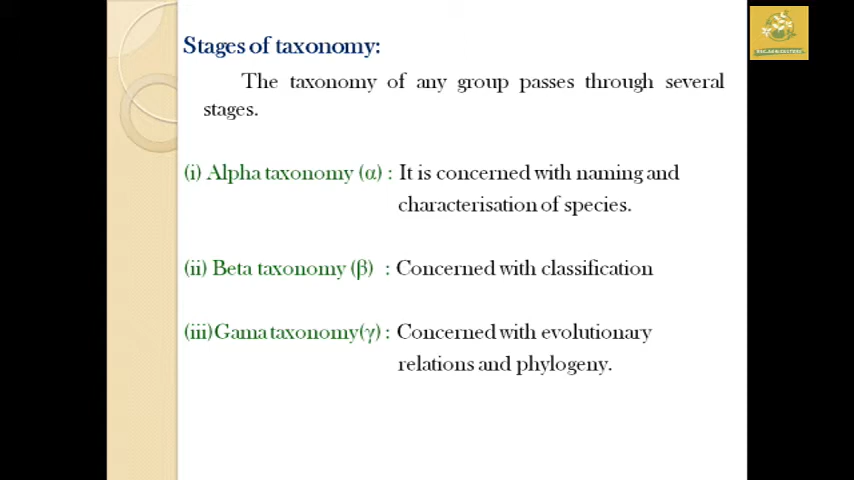 Stages of taxonomy:
The taxonomy of any group passes through several
stages.
(i) Alpha taxonomy (α) : It is concerned with naming and
characterisation of species.
(ii) Beta taxonomy (β) : Concerned with classification
(iii)Gama taxonomy(γ) : Concerned with evolutionary
relations and phylogeny.